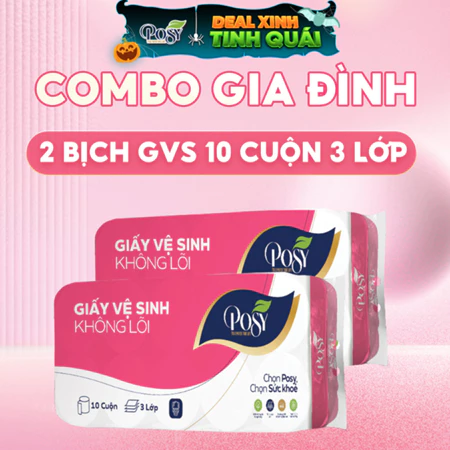 POSY
DEAL XINH
TINH QUÁI
COMBO GIA ĐÌNH
2 BỊCH GVS 10 CUỘN 3 LỚP
GIẤY VỆ SINH
KHÔNG LÕI
POSY
GIẤY VỆ SINH
KHÔNG LÕI
POSY
Chọn Posy,
Chọn Sức khoẻ
10 Cuộn
3 Lớp